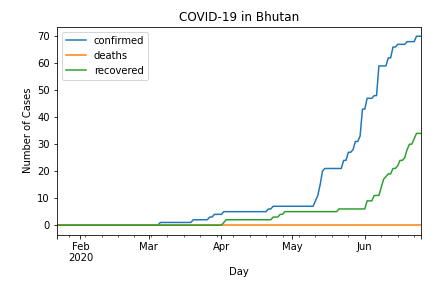 COVID-19 in Bhutan
confirmed
deaths
recovered
Number of Cases
70
60
50
40
30
20
10
0
Feb
2020
Mar
Apr
May
Jun
Day